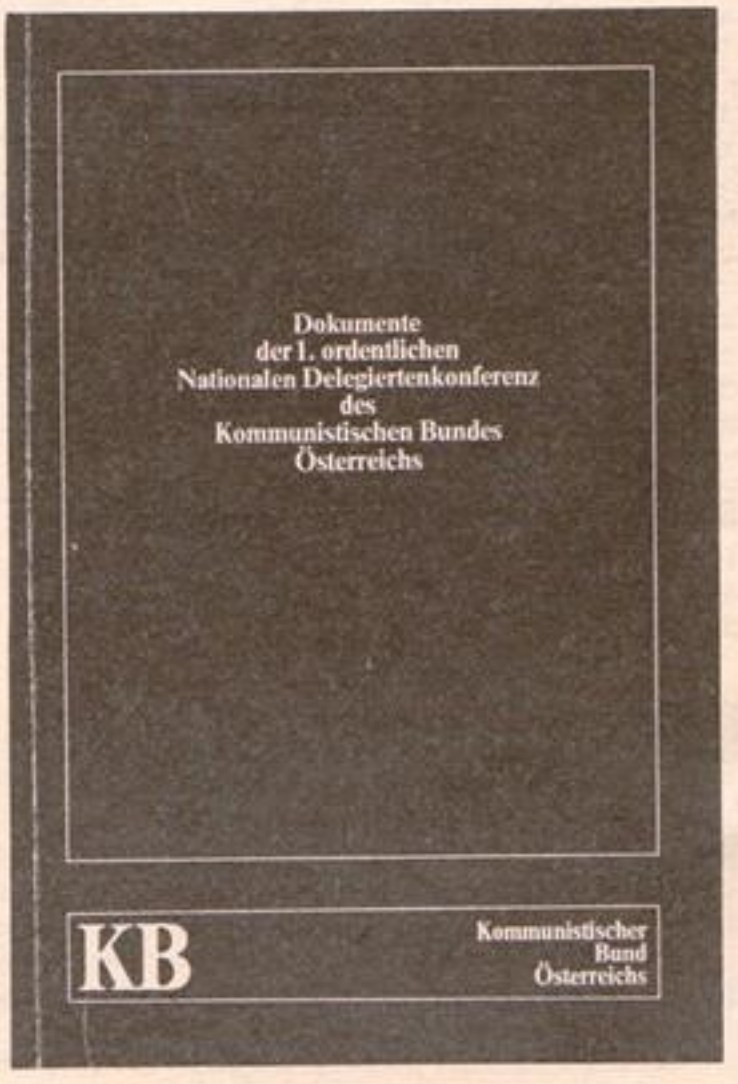 Dokumente
der 1. ordentlichen
Nationalen Delegiertenkonferenz
des
Kommunistischen Bundes
Österreichs
KB
Kommunistischer
Bund
Österreichs